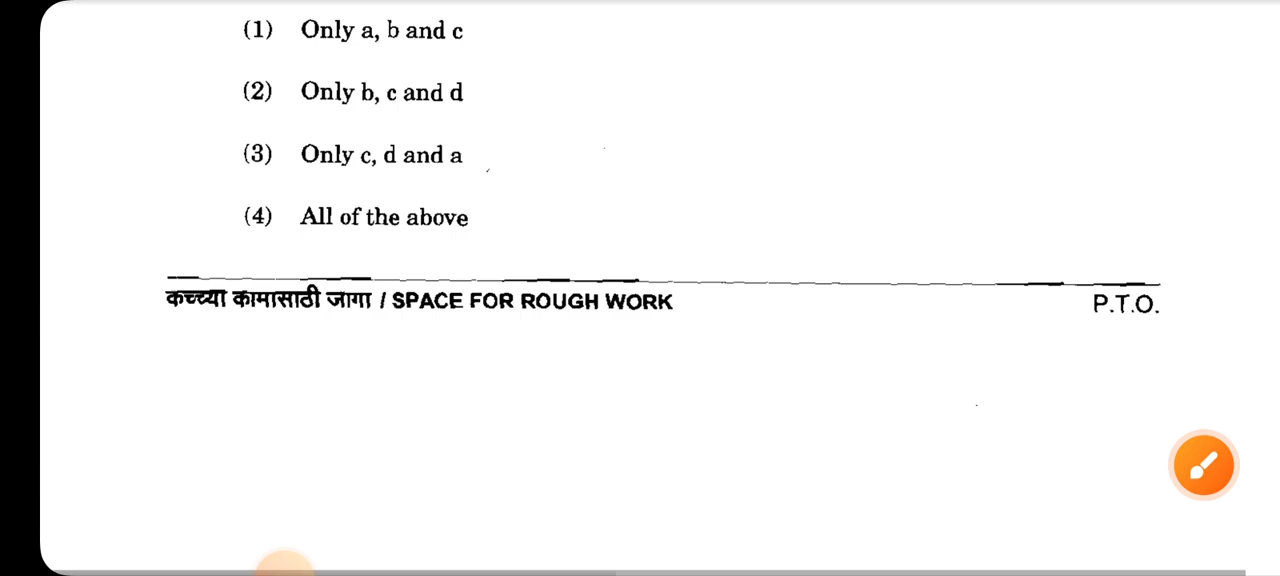 (1) Only a, b and c
(2) Only b, c and d
(3) Only c, d and a
(4) All of the above
कच्च्या कामासाठी जागा / SPACE FOR ROUGH WORK
P.T.O.